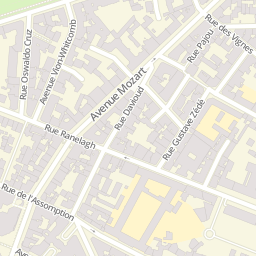 Rue des Vignes
Rue Pajou
Rue Oswaldo Cruz
Avenue Vion-Whitcomb
Avenue Mozart
Rue Davioud
Rue Gustave Zédé
Rue Ranelagh
Rue de l'Assomption